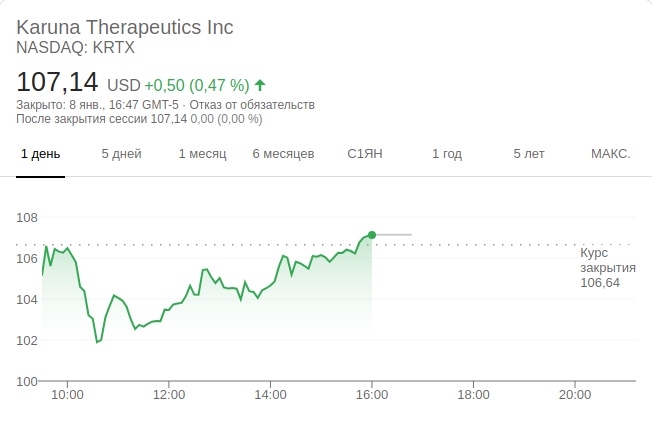 Karuna Therapeutics Inc
NASDAQ: KRTX
107,14 USD +0,50 (0,47 %)
Закрыто: 8 янв., 16:47 GMT-5 · Отказ от обязательств
После закрытия сессии 107,14 0,00 (0,00 %)
1 день 5 дней 1 месяц 6 месяцев С1ЯН 1 год 5 лет МАКС.
108
106
104
102
100
Курс
закрытия
106,64
10:00 12:00 14:00 16:00 18:00 20:00